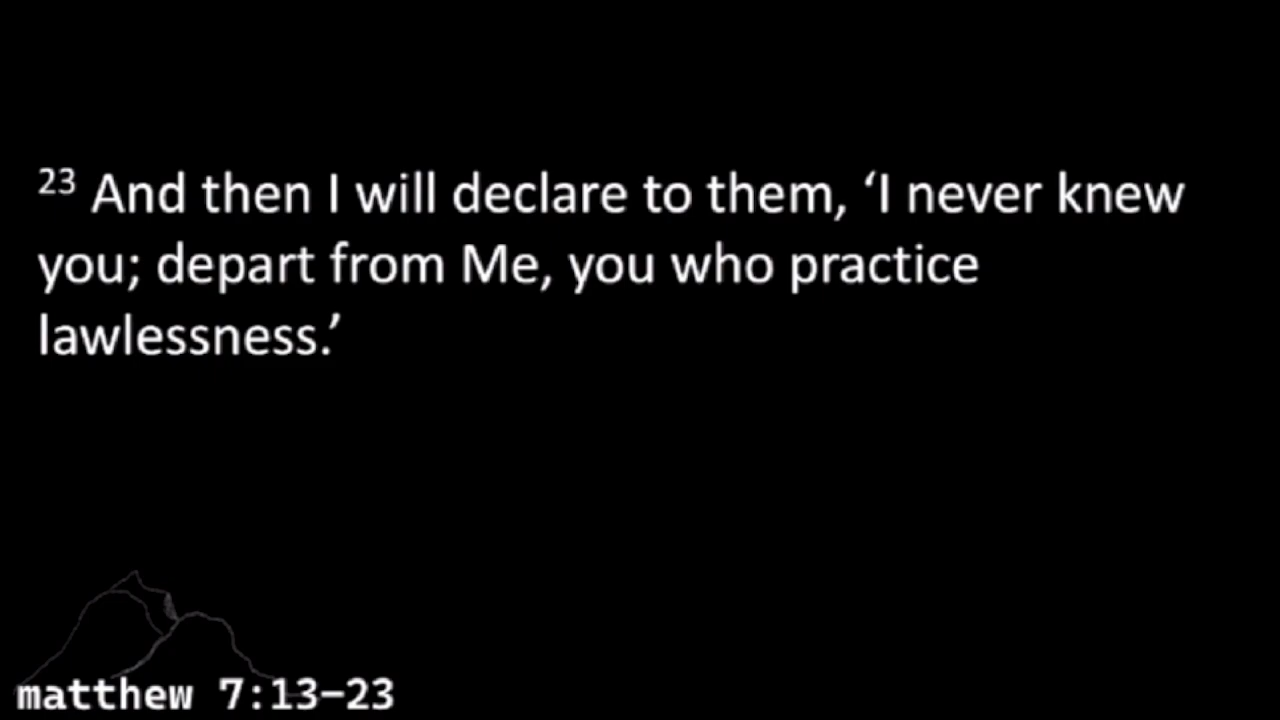 23 And then I will declare to them, ‘I never knew
you; depart from Me, you who practice
lawlessness.’
matthew 7:13–23